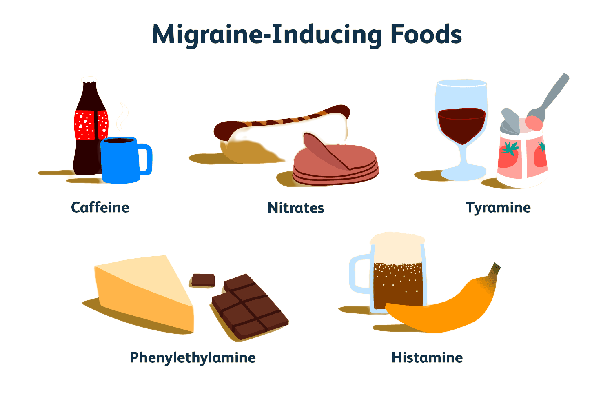 Migraine-Inducing Foods
Caffeine
Nitrates
Tyramine
Phenylethylamine
Histamine